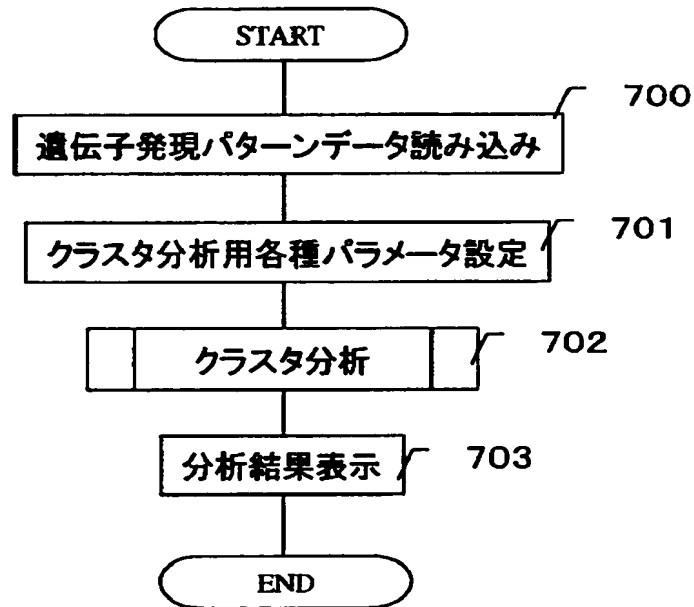 START
700
遺伝子発現パターンデータ読み込み
701
クラスタ分析用各種パラメータ設定
702
クラスタ分析
703
分析結果表示
END